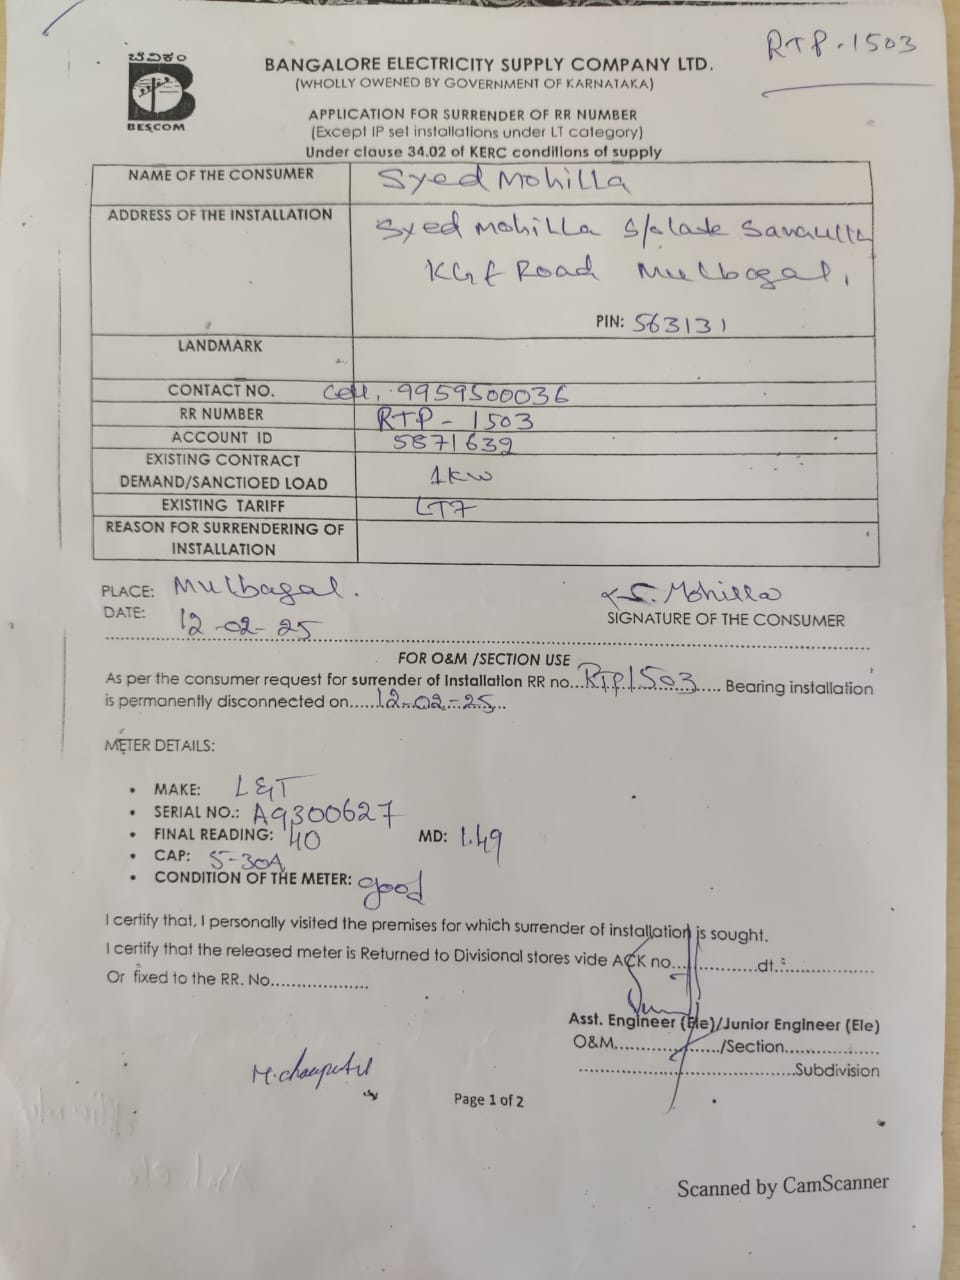 RTP-1503
ಬೆವಿಕಂ
BESCOM
BANGALORE ELECTRICITY SUPPLY COMPANY LTD.
(WHOLLY OWENED BY GOVERNMENT OF KARNATAKA)
APPLICATION FOR SURRENDER OF RR NUMBER
(Except IP set installations under LT category)
Under clause 34.02 of KERC conditions of supply
NAME OF THE CONSUMER Syed Mohilla
ADDRESS OF THE INSTALLATION Syed Mohilla S/o late Sanaulla
KGF Road Mulbagal,
PIN: 563131
LANDMARK
CONTACT NO. Cell, 9959500036
RR NUMBER RTP-1503
ACCOUNT ID 5871639
EXISTING CONTRACT
DEMAND/SANCTIOED LOAD 1KW
EXISTING TARIFF LT7
REASON FOR SURRENDERING OF
INSTALLATION
PLACE: Mulbagal. S. Mohilla
DATE: 12-02-25 SIGNATURE OF THE CONSUMER
FOR O&M /SECTION USE
As per the consumer request for surrender of Installation RR no...RTP1503..... Bearing installation
is permanently disconnected on.....12-02-25...
METER DETAILS:
• MAKE: L&T
• SERIAL NO.: A9300627
• FINAL READING: 40 MD: 1.49
• CAP: 5-30A
• CONDITION OF THE METER: good
I certify that, I personally visited the premises for which surrender of installation is sought.
I certify that the released meter is Returned to Divisional stores vide ACK no...............dt.:...............
Or fixed to the RR. No..................
Asst. Engineer (Ele)/Junior Engineer (Ele)
O&M.................../Section.................
.......................................Subdivision
Page 1 of 2
Scanned by CamScanner